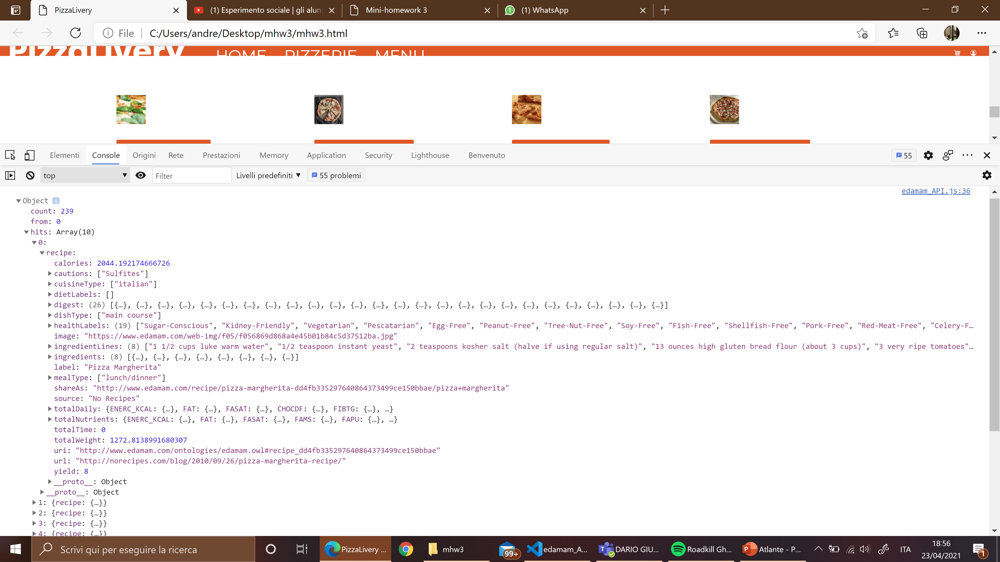 PizzaLivery
(1) Esperimento sociale | gli alun
Mini-homework 3
(1) WhatsApp
File
C:/Users/andre/Desktop/mhw3/mhw3.html
PizzaLivery HOME PIZZERIE MENU
Elementi Console Origini Rete Prestazioni Memory Application Security Lighthouse Benvenuto 55
top Filter Livelli predefiniti 55 problemi
edamam_API.js:36
Object i
count: 239
from: 0
hits: Array(10)
0:
recipe:
calories: 2044.192174666726
cautions: ["Sulfites"]
cuisineType: ["italian"]
dietLabels: []
digest: (26) [{…}, {…}, {…}, {…}, {…}, {…}, {…}, {…}, {…}, {…}, {…}, {…}, {…}, {…}, {…}, {…}, {…}, {…}, {…}, {…}, {…}, {…}, {…}, {…}, {…}, {…}]
dishType: ["main course"]
healthLabels: (19) ["Sugar-Conscious", "Kidney-Friendly", "Vegetarian", "Pescatarian", "Egg-Free", "Peanut-Free", "Tree-Nut-Free", "Soy-Free", "Fish-Free", "Shellfish-Free", "Pork-Free", "Red-Meat-Free", "Celery-F…
image: "https://www.edamam.com/web-img/f05/f056869d868a4e45b01b84c5d37512ba.jpg"
ingredientLines: (8) ["1 1/2 cups luke warm water", "1/2 teaspoon instant yeast", "2 teaspoons kosher salt (halve if using regular salt)", "13 ounces high gluten bread flour (about 3 cups)", "3 very ripe tomatoes"…
ingredients: (8) [{…}, {…}, {…}, {…}, {…}, {…}, {…}, {…}]
label: "Pizza Margherita"
mealType: ["lunch/dinner"]
shareAs: "http://www.edamam.com/recipe/pizza-margherita-dd4fb335297640864373499ce150bbae/pizza+margherita"
source: "No Recipes"
totalDaily: {ENERC_KCAL: {…}, FAT: {…}, FASAT: {…}, CHOCDF: {…}, FIBTG: {…}, …}
totalNutrients: {ENERC_KCAL: {…}, FAT: {…}, FASAT: {…}, FAMS: {…}, FAPU: {…}, …}
totalTime: 0
totalWeight: 1272.8138991680307
uri: "http://www.edamam.com/ontologies/edamam.owl#recipe_dd4fb335297640864373499ce150bbae"
url: "http://norecipes.com/blog/2010/09/26/pizza-margherita-recipe/"
yield: 8
__proto__: Object
__proto__: Object
1: {recipe: {…}}
2: {recipe: {…}}
3: {recipe: {…}}
4: {recipe: {…}}
Scrivi qui per eseguire la ricerca
PizzaLivery ...
mhw3
99+
edamam_A...
DARIO GIU...
Roadkill Gh...
Atlante - P...
ITA
18:56
23/04/2021
1